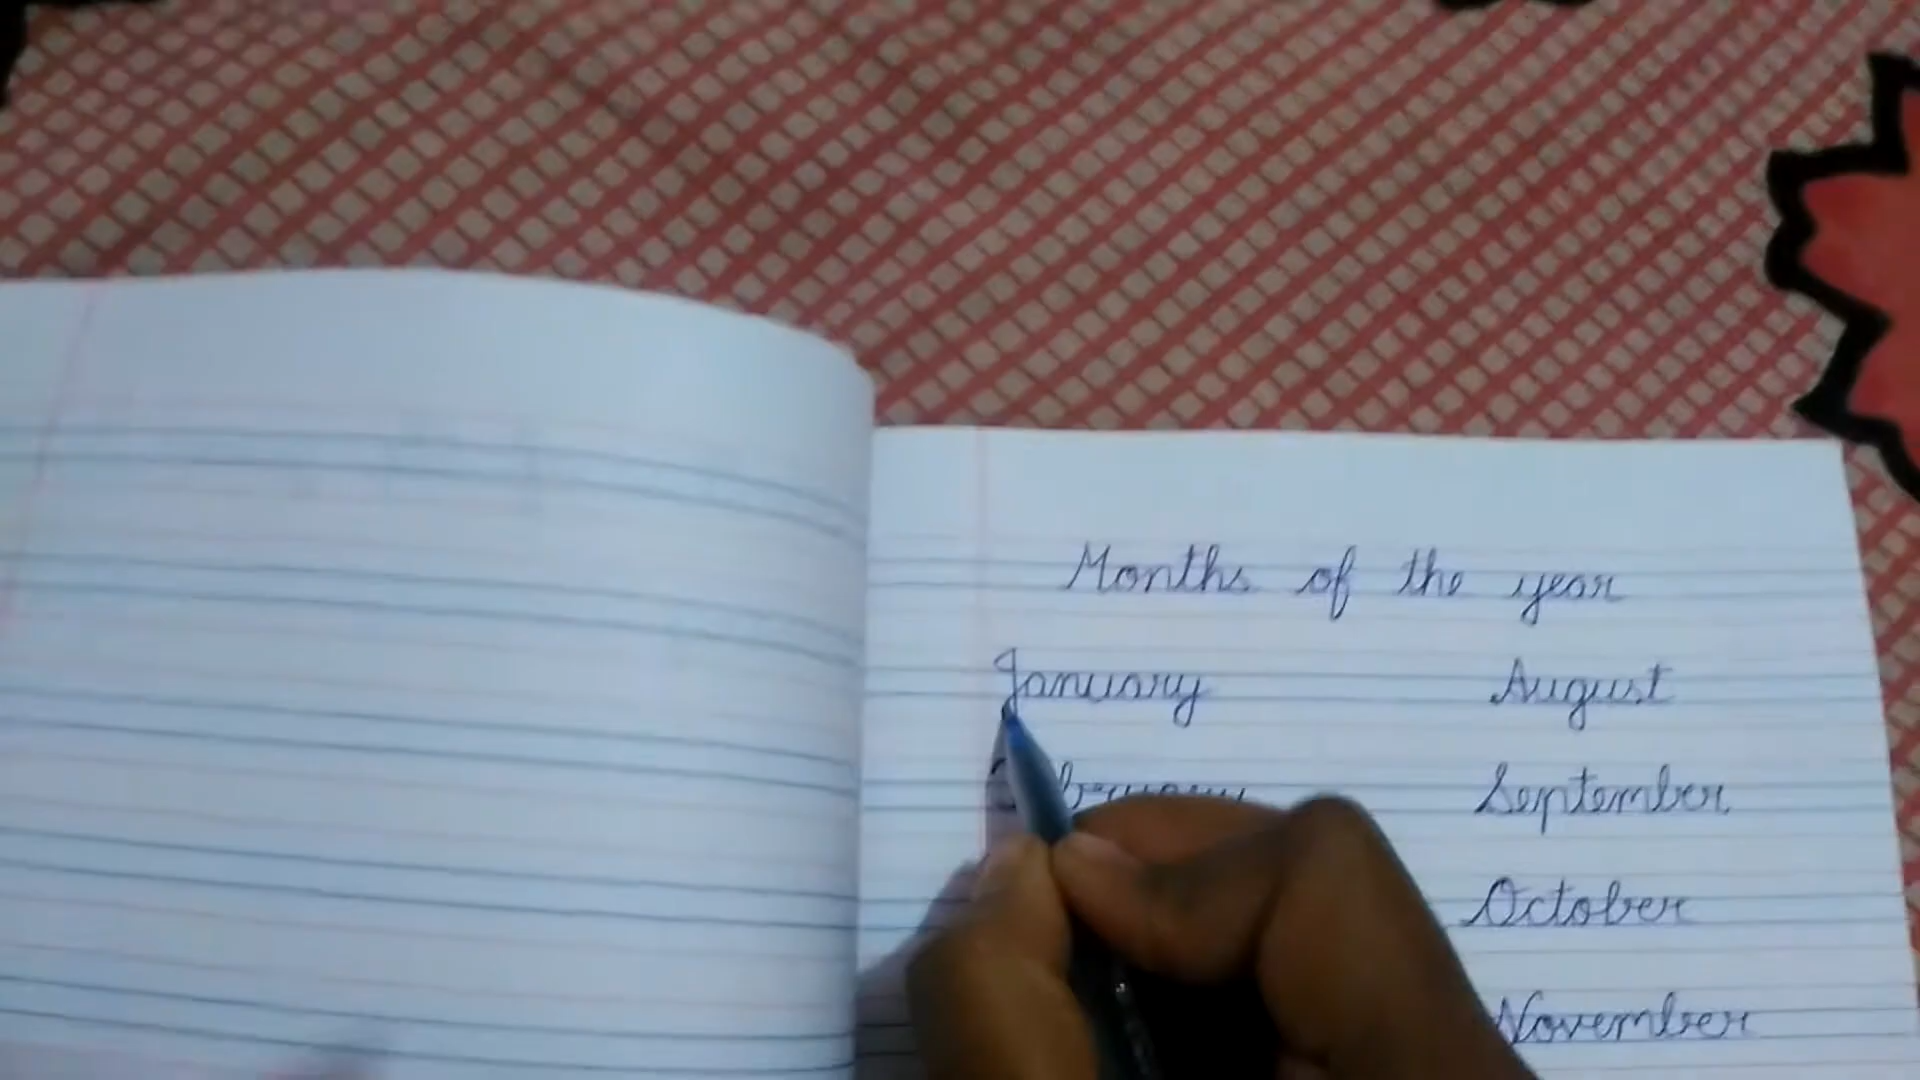 Months of the year
January August
September
October
November